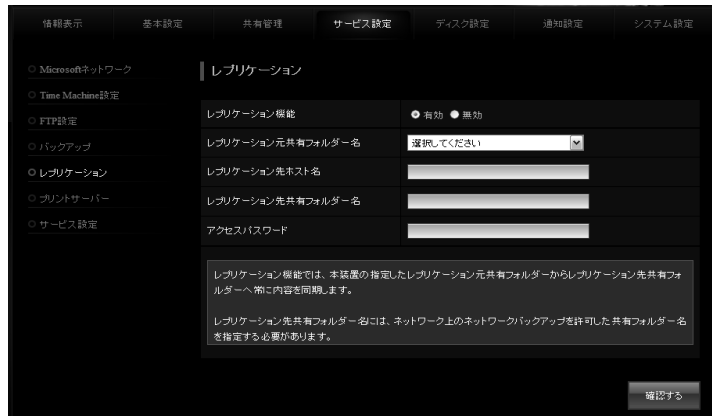 情報表示 基本設定 共有管理 サービス設定 ディスク設定 通知設定 システム設定
Microsoftネットワーク
Time Machine設定
FTP設定
バックアップ
レプリケーション
プリントサーバー
サービス設定
レプリケーション
レプリケーション機能 有効 無効
レプリケーション元共有フォルダー名 選択してください
レプリケーション先ホスト名
レプリケーション先共有フォルダー名
アクセスパスワード
レプリケーション機能では、本装置の指定したレプリケーション元共有フォルダーからレプリケーション先共有フォ
ルダーへ常に内容を同期します。
レプリケーション先共有フォルダー名には、ネットワーク上のネットワークバックアップを許可した共有フォルダー名
を指定する必要があります。
確認する